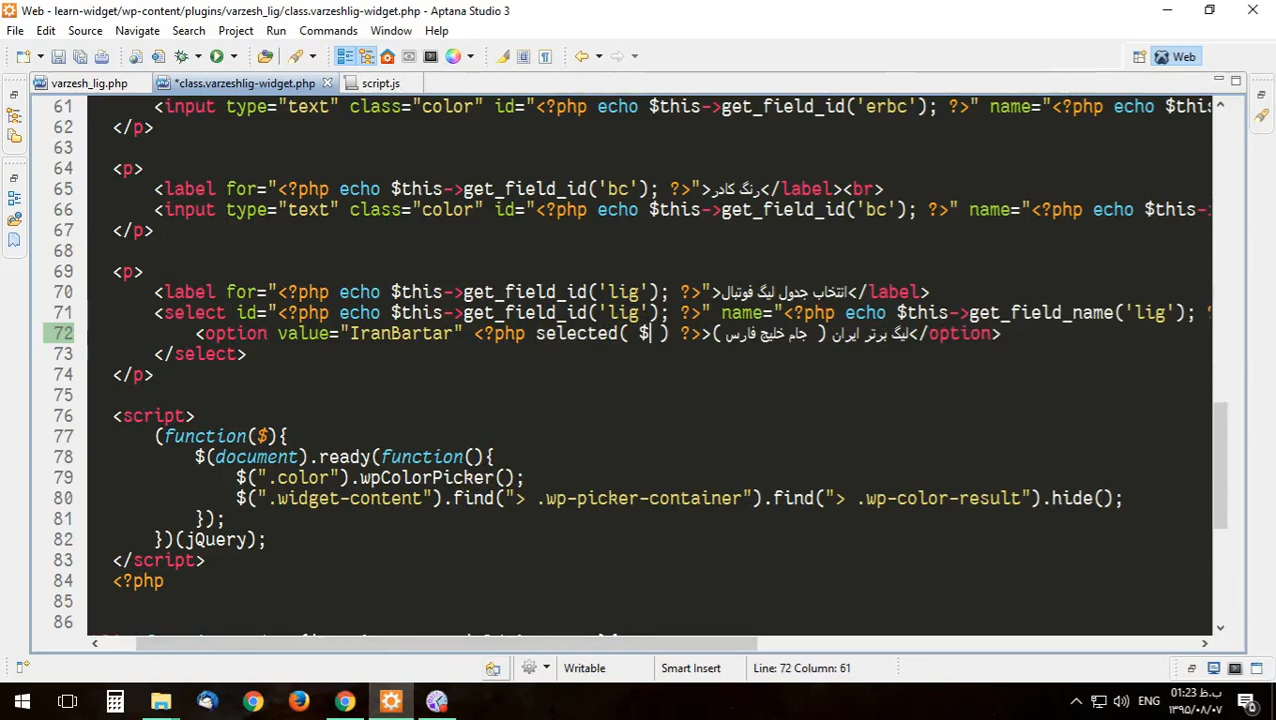 Web - learn-widget/wp-content/plugins/varzesh_lig/class.varzeshlig-widget.php - Aptana Studio 3
File Edit Source Navigate Search Project Run Commands Window Help
Web
varzesh_lig.php *class.varzeshlig-widget.php script.js
61 <input type="text" class="color" id="<?php echo $this->get_field_id('erbc'); ?>" name="<?php echo $this
62 </p>
63
64 <p>
65 <label for="<?php echo $this->get_field_id('bc'); ?>">رنگ کادر</label><br>
66 <input type="text" class="color" id="<?php echo $this->get_field_id('bc'); ?>" name="<?php echo $this-
67 </p>
68
69 <p>
70 <label for="<?php echo $this->get_field_id('lig'); ?>">انتخاب جدول لیگ فوتبال</label>
71 <select id="<?php echo $this->get_field_id('lig'); ?>" name="<?php echo $this->get_field_name('lig'); ?
72 <option value="IranBartar" <?php selected( $ ) ?>>لیگ برتر ایران ( جام خلیج فارس )</option>
73 </select>
74 </p>
75
76 <script>
77 (function($){
78 $(document).ready(function(){
79 $(".color").wpColorPicker();
80 $(".widget-content").find("> .wp-picker-container").find("> .wp-color-result").hide();
81 });
82 })(jQuery);
83 </script>
84 <?php
85
86
Writable Smart Insert Line: 72 Column: 61
ENG 01:23 ب.ظ
۱۳۹۵/۰۸/۰۷